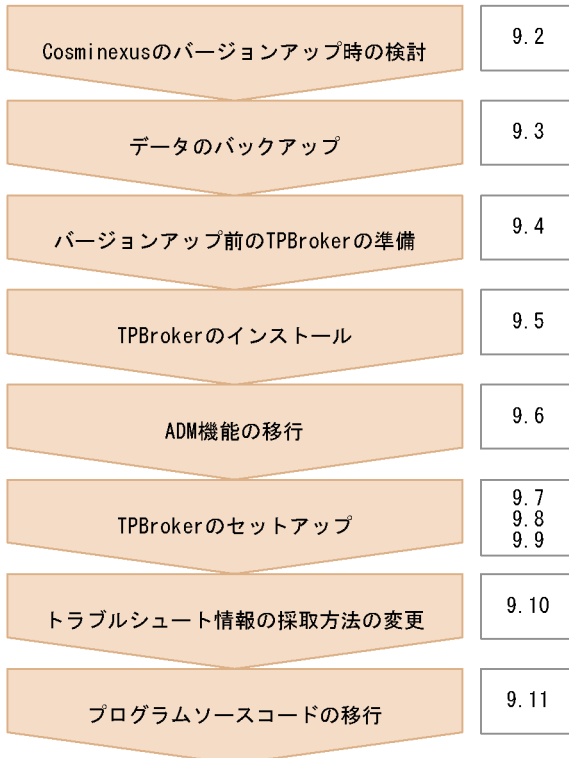 Cosminexusのバージョンアップ時の検討
9.2
データのバックアップ
9.3
バージョンアップ前のTPBrokerの準備
9.4
TPBrokerのインストール
9.5
ADM機能の移行
9.6
TPBrokerのセットアップ
9.7
9.8
9.9
トラブルシュート情報の採取方法の変更
9.10
プログラムソースコードの移行
9.11